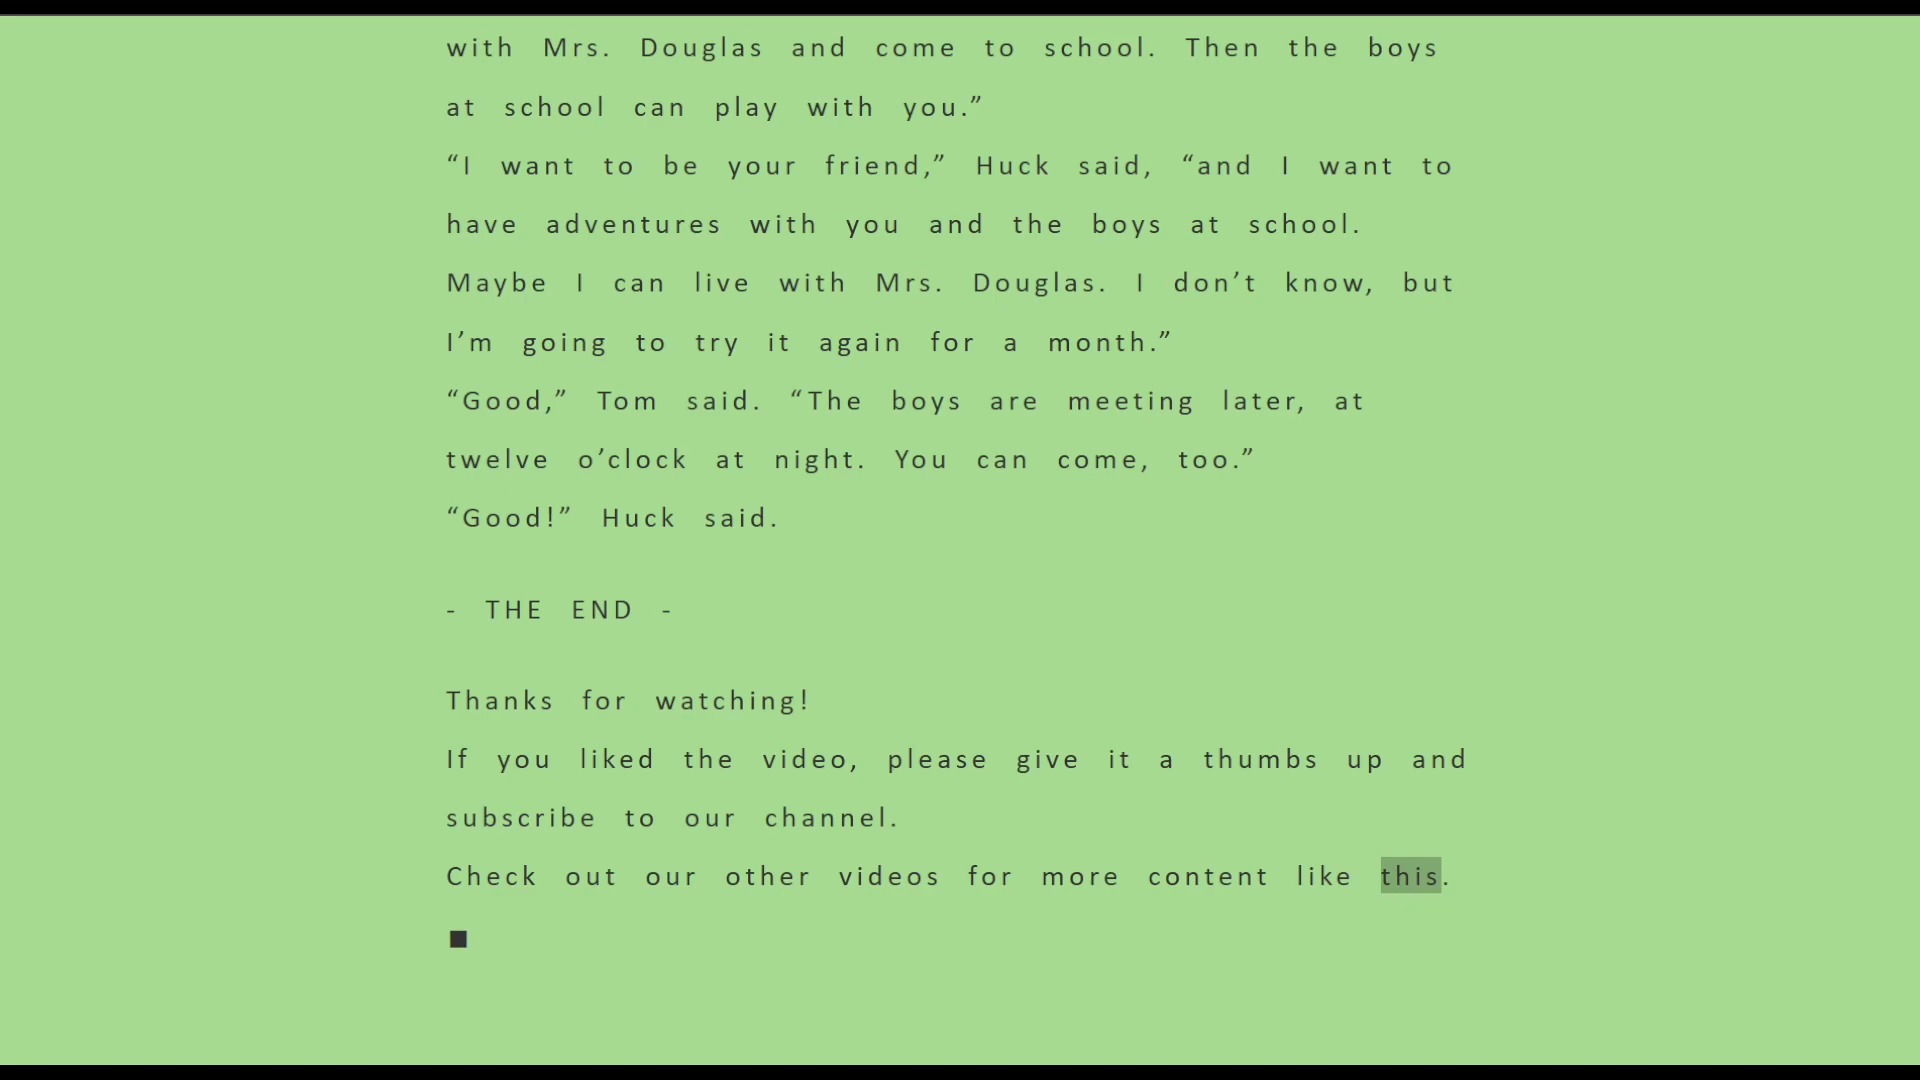 with Mrs. Douglas and come to school. Then the boys
at school can play with you.”
“I want to be your friend,” Huck said, “and I want to
have adventures with you and the boys at school.
Maybe I can live with Mrs. Douglas. I don’t know, but
I’m going to try it again for a month.”
“Good,” Tom said. “The boys are meeting later, at
twelve o’clock at night. You can come, too.”
“Good!” Huck said.
- THE END -
Thanks for watching!
If you liked the video, please give it a thumbs up and
subscribe to our channel.
Check out our other videos for more content like this.
■